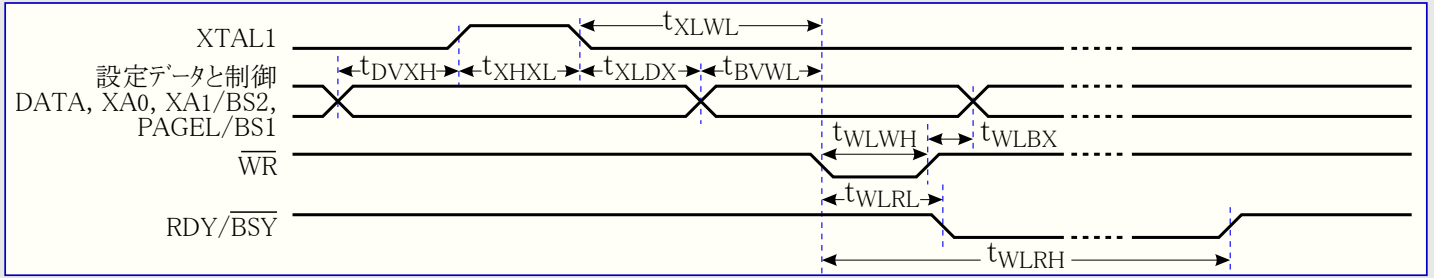 XTAL1
tXLWL
tDVXH
tXHXL
tXLDX
tBVWL
設定データと制御
DATA, XA0, XA1/BS2,
PAGEL/BS1
tWLWH
tWLBX
WR
tWLRL
RDY/BSY
tWLRH